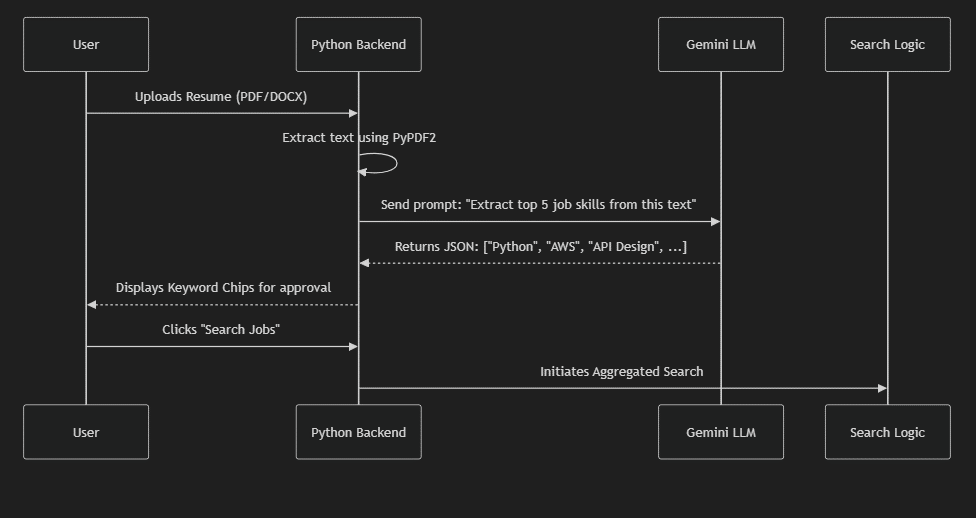 User
Python Backend
Gemini LLM
Search Logic
Uploads Resume (PDF/DOCX)
Extract text using PyPDF2
Send prompt: "Extract top 5 job skills from this text"
Returns JSON: ["Python", "AWS", "API Design", ...]
Displays Keyword Chips for approval
Clicks "Search Jobs"
Initiates Aggregated Search
User
Python Backend
Gemini LLM
Search Logic